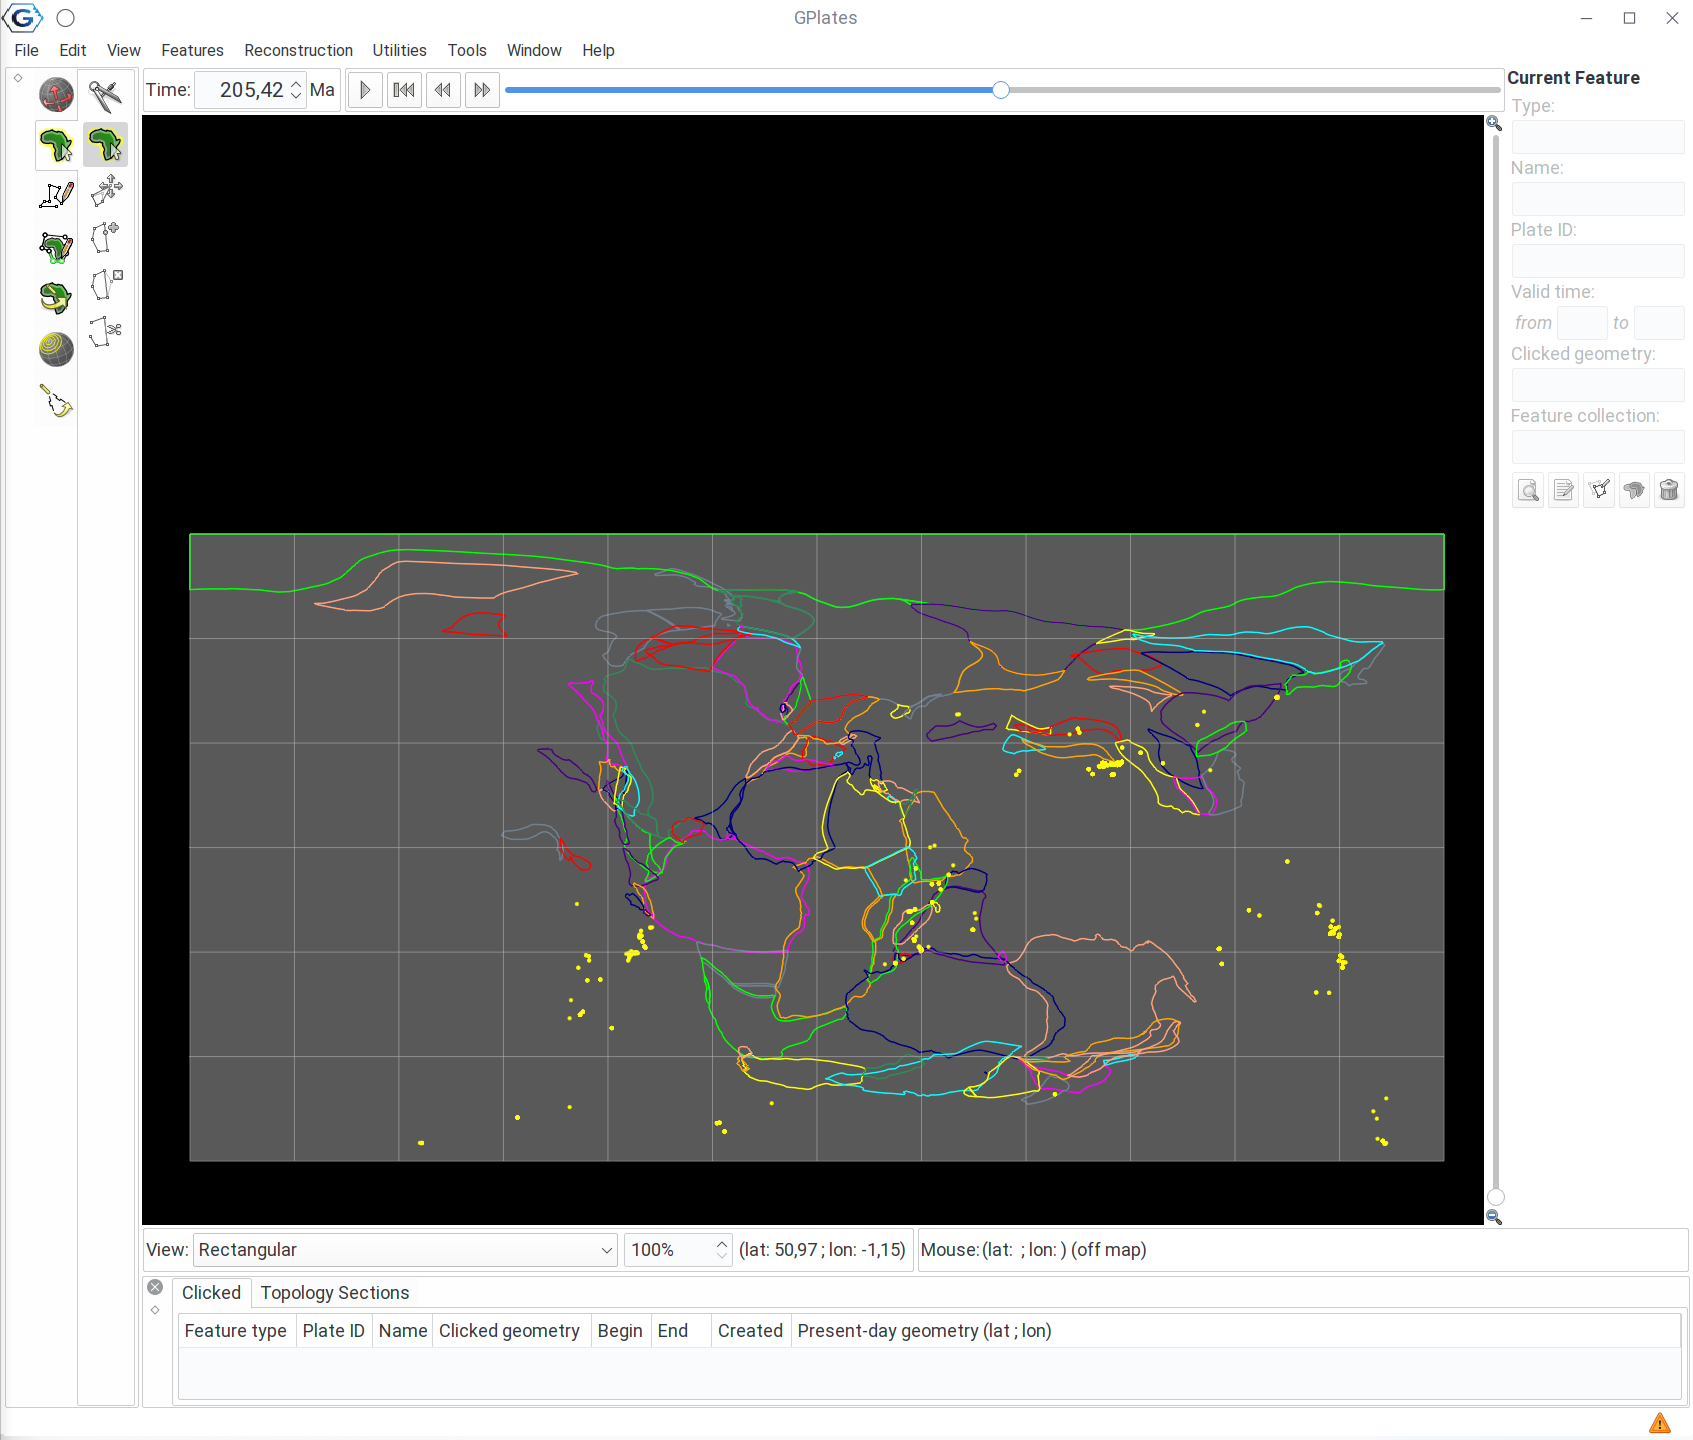 GPlates
File Edit View Features Reconstruction Utilities Tools Window Help
Time: 205,42 Ma
Current Feature
Type:
Name:
Plate ID:
Valid time:
from to
Clicked geometry:
Feature collection:
View: Rectangular 100% (lat: 50,97 ; lon: -1,15) Mouse: (lat: ; lon: ) (off map)
Clicked Topology Sections
Feature type Plate ID Name Clicked geometry Begin End Created Present-day geometry (lat ; lon)